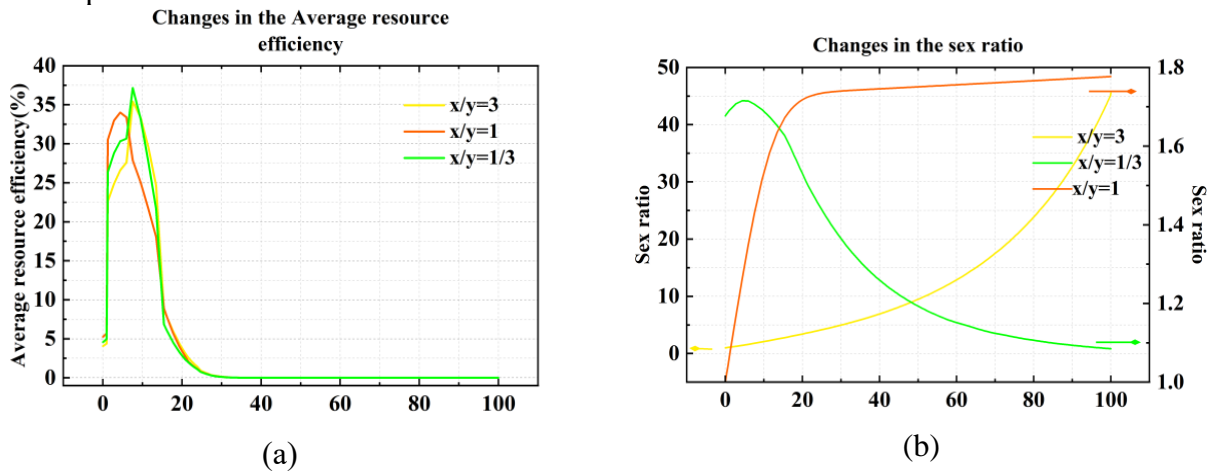 Changes in the Average resource
efficiency
Average resource efficiency(%)
40
35
30
25
20
15
10
5
0
0 20 40 60 80 100
x/y=3
x/y=1
x/y=1/3
(a)
Changes in the sex ratio
Sex ratio
50
40
30
20
10
0
0 20 40 60 80 100
x/y=3
x/y=1/3
x/y=1
1.8
1.6
1.4
1.2
1.0
Sex ratio
(b)